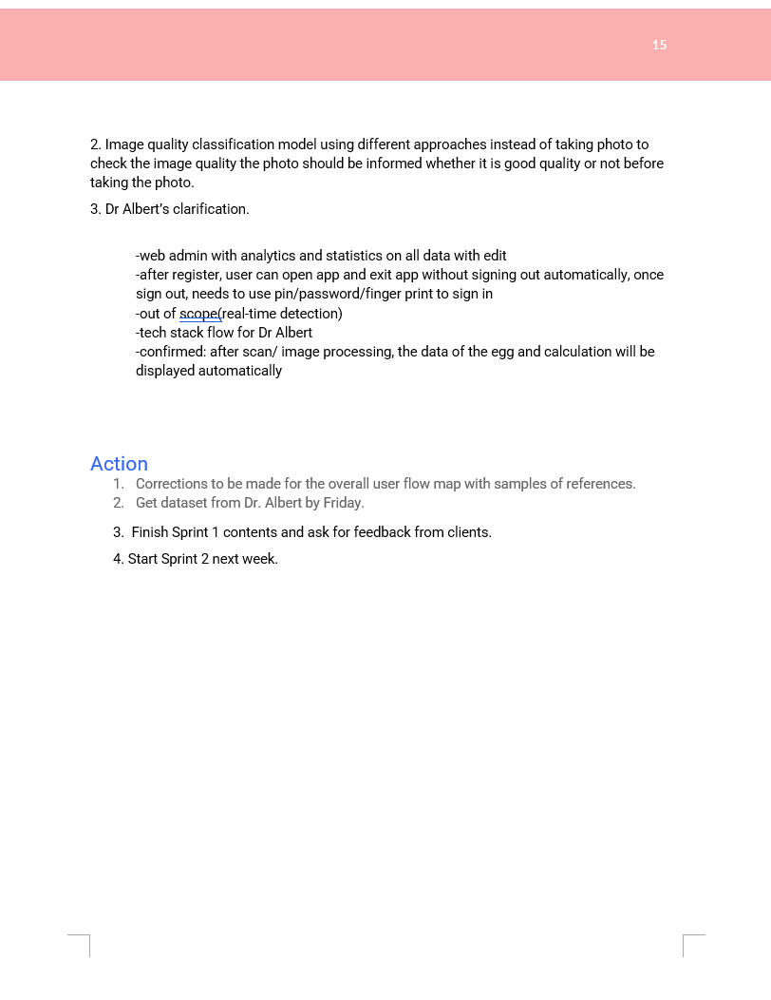 15
2. Image quality classification model using different approaches instead of taking photo to
check the image quality the photo should be informed whether it is good quality or not before
taking the photo.
3. Dr Albert’s clarification.
-web admin with analytics and statistics on all data with edit
-after register, user can open app and exit app without signing out automatically, once
sign out, needs to use pin/password/finger print to sign in
-out of scope(real-time detection)
-tech stack flow for Dr Albert
-confirmed: after scan/ image processing, the data of the egg and calculation will be
displayed automatically
Action
1. Corrections to be made for the overall user flow map with samples of references.
2. Get dataset from Dr. Albert by Friday.
3. Finish Sprint 1 contents and ask for feedback from clients.
4. Start Sprint 2 next week.